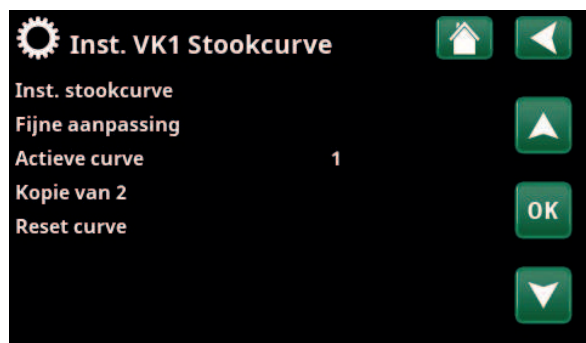 Inst. VK1 Stookcurve
Inst. stookcurve
Fijne aanpassing
Actieve curve 1
Kopie van 2
OK
Reset curve